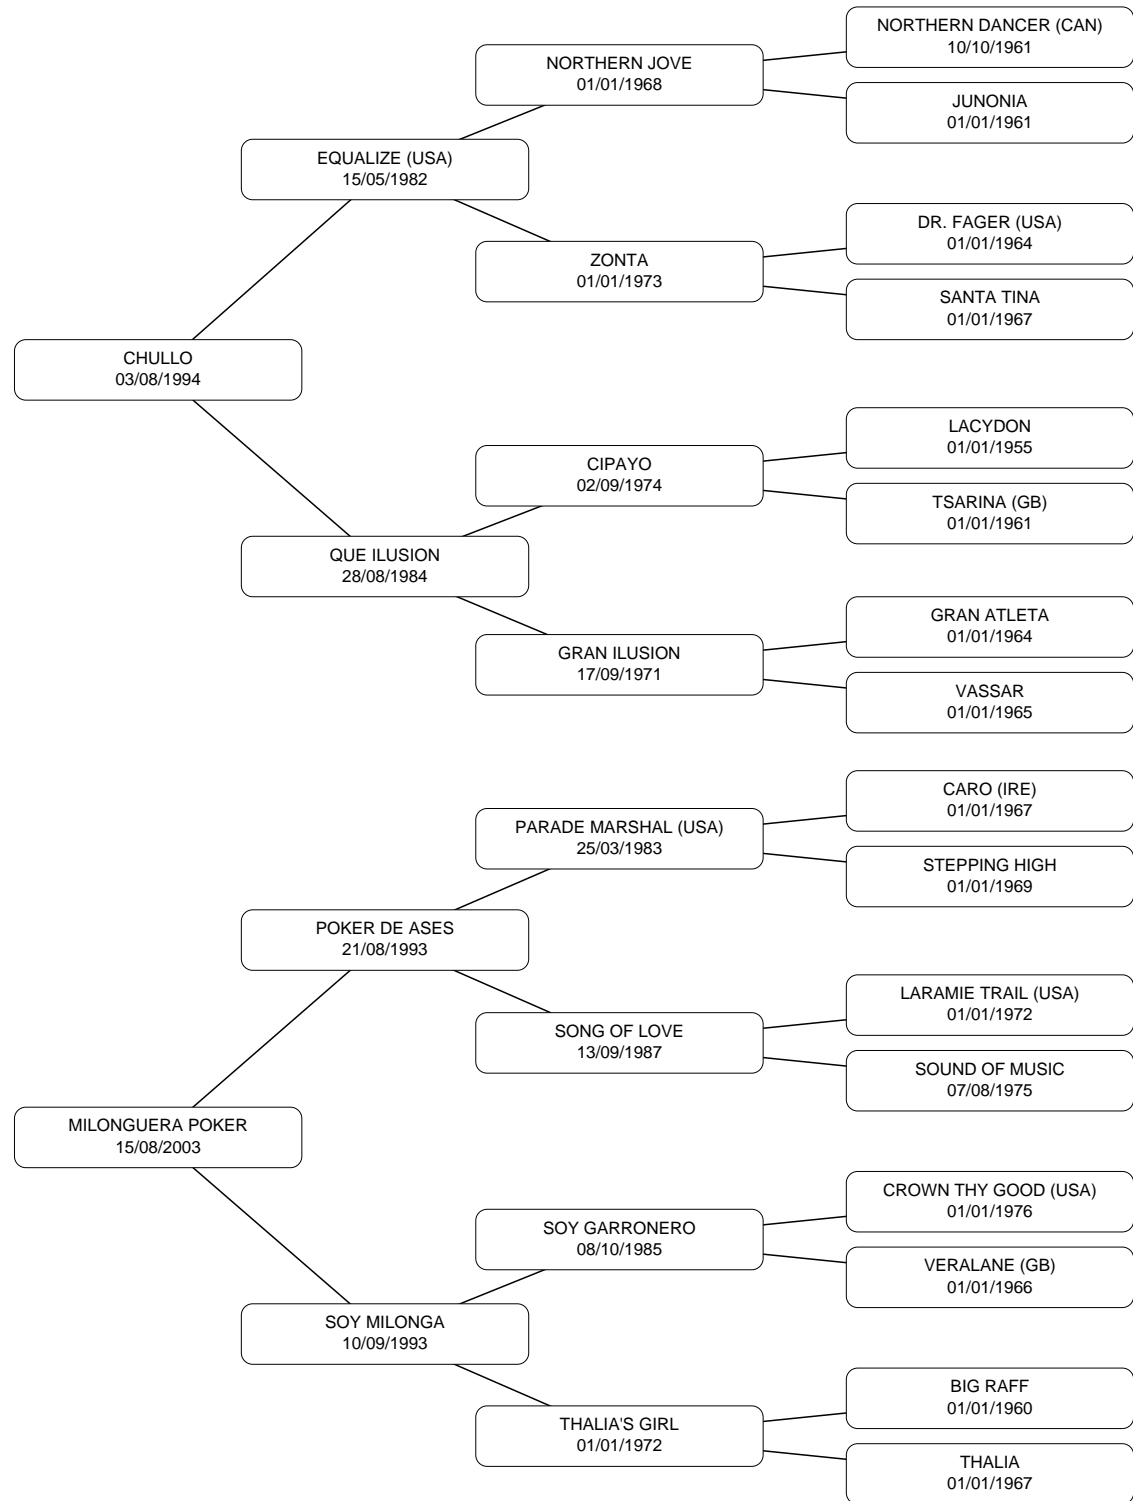 NORTHERN DANCER (CAN)
10/10/1961
NORTHERN JOVE
01/01/1968
JUNONIA
01/01/1961
EQUALIZE (USA)
15/05/1982
DR. FAGER (USA)
01/01/1964
ZONTA
01/01/1973
SANTA TINA
01/01/1967
CHULLO
03/08/1994
LACYDON
01/01/1955
CIPAYO
02/09/1974
TSARINA (GB)
01/01/1961
QUE ILUSION
28/08/1984
GRAN ATLETA
01/01/1964
GRAN ILUSION
17/09/1971
VASSAR
01/01/1965
CARO (IRE)
01/01/1967
PARADE MARSHAL (USA)
25/03/1983
STEPPING HIGH
01/01/1969
POKER DE ASES
21/08/1993
LARAMIE TRAIL (USA)
01/01/1972
SONG OF LOVE
13/09/1987
SOUND OF MUSIC
07/08/1975
MILONGUERA POKER
15/08/2003
CROWN THY GOOD (USA)
01/01/1976
SOY GARRONERO
08/10/1985
VERALANE (GB)
01/01/1966
SOY MILONGA
10/09/1993
BIG RAFF
01/01/1960
THALIA'S GIRL
01/01/1972
THALIA
01/01/1967